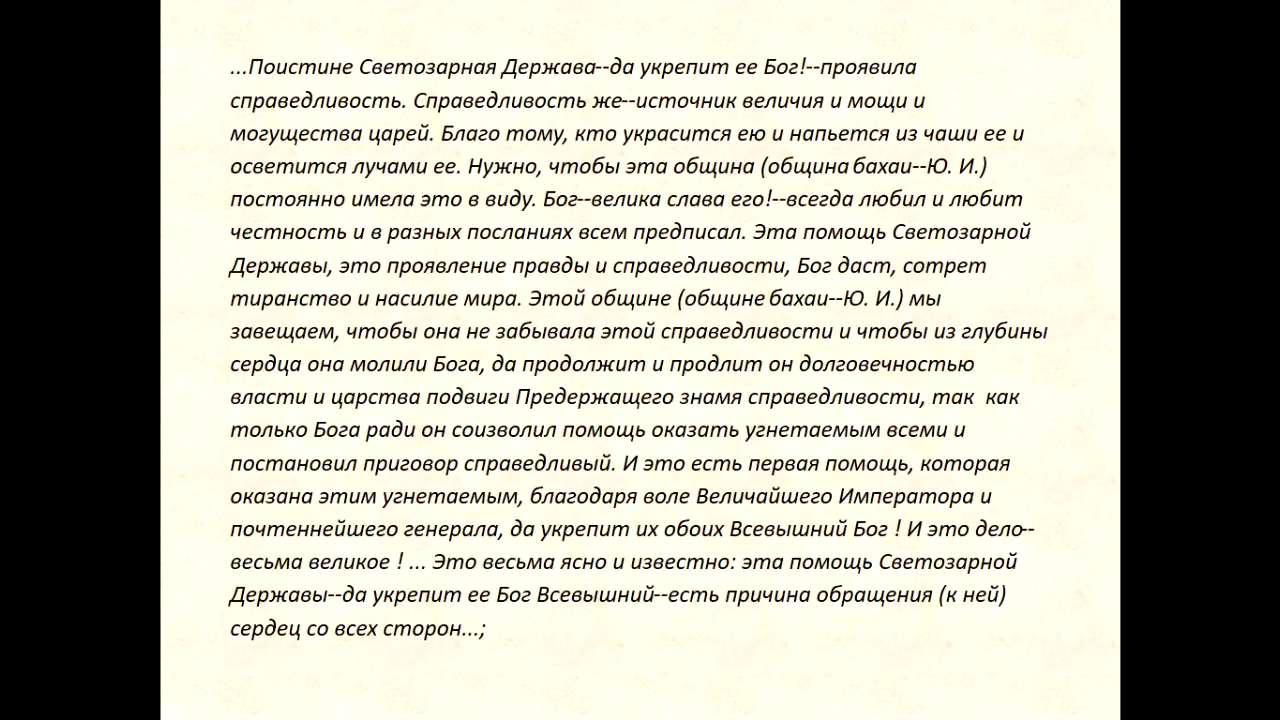 ...Поистине Светозарная Держава--да укрепит ее Бог!--проявила
справедливость. Справедливость же--источник величия и мощи и
могущества царей. Благо тому, кто украсится ею и напьется из чаши ее и
осветится лучами ее. Нужно, чтобы эта община (община бахаи--Ю. И.)
постоянно имела это в виду. Бог--велика слава его!--всегда любил и любит
честность и в разных посланиях всем предписал. Эта помощь Светозарной
Державы, это проявление правды и справедливости, Бог даст, сотрет
тиранство и насилие мира. Этой общине (общине бахаи--Ю. И.) мы
завещаем, чтобы она не забывала этой справедливости и чтобы из глубины
сердца она молили Бога, да продолжит и продлит он долговечностью
власти и царства подвиги Предержащего знамя справедливости, так  как
только Бога ради он соизволил помощь оказать угнетаемым всеми и
постановил приговор справедливый. И это есть первая помощь, которая
оказана этим угнетаемым, благодаря воле Величайшего Императора и
почтеннейшего генерала, да укрепит их обоих Всевышний Бог ! И это дело--
весьма великое ! ... Это весьма ясно и известно: эта помощь Светозарной
Державы--да укрепит ее Бог Всевышний--есть причина обращения (к ней)
сердец со всех сторон...;